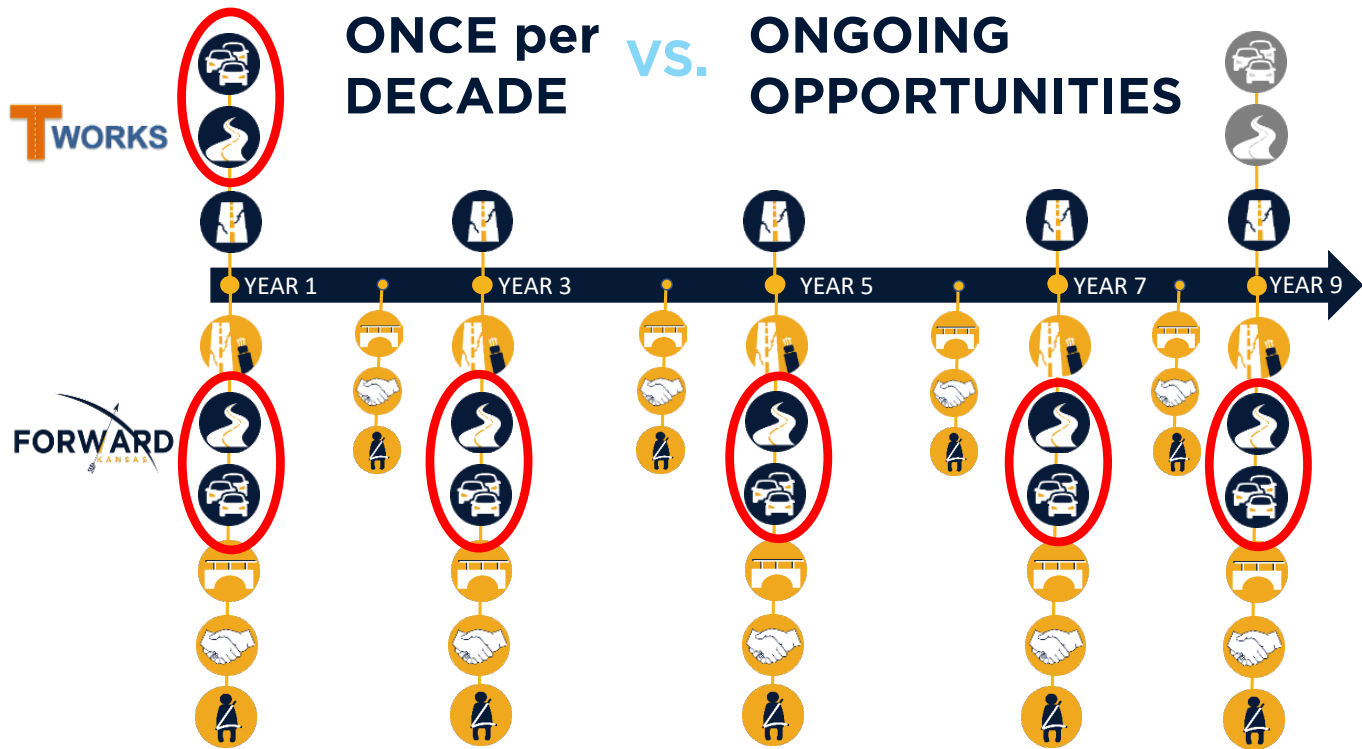 ONCE per
DECADE
VS.
ONGOING
OPPORTUNITIES
TWORKS
YEAR 1
YEAR 3
YEAR 5
YEAR 7
YEAR 9
FORWARD
KANSAS